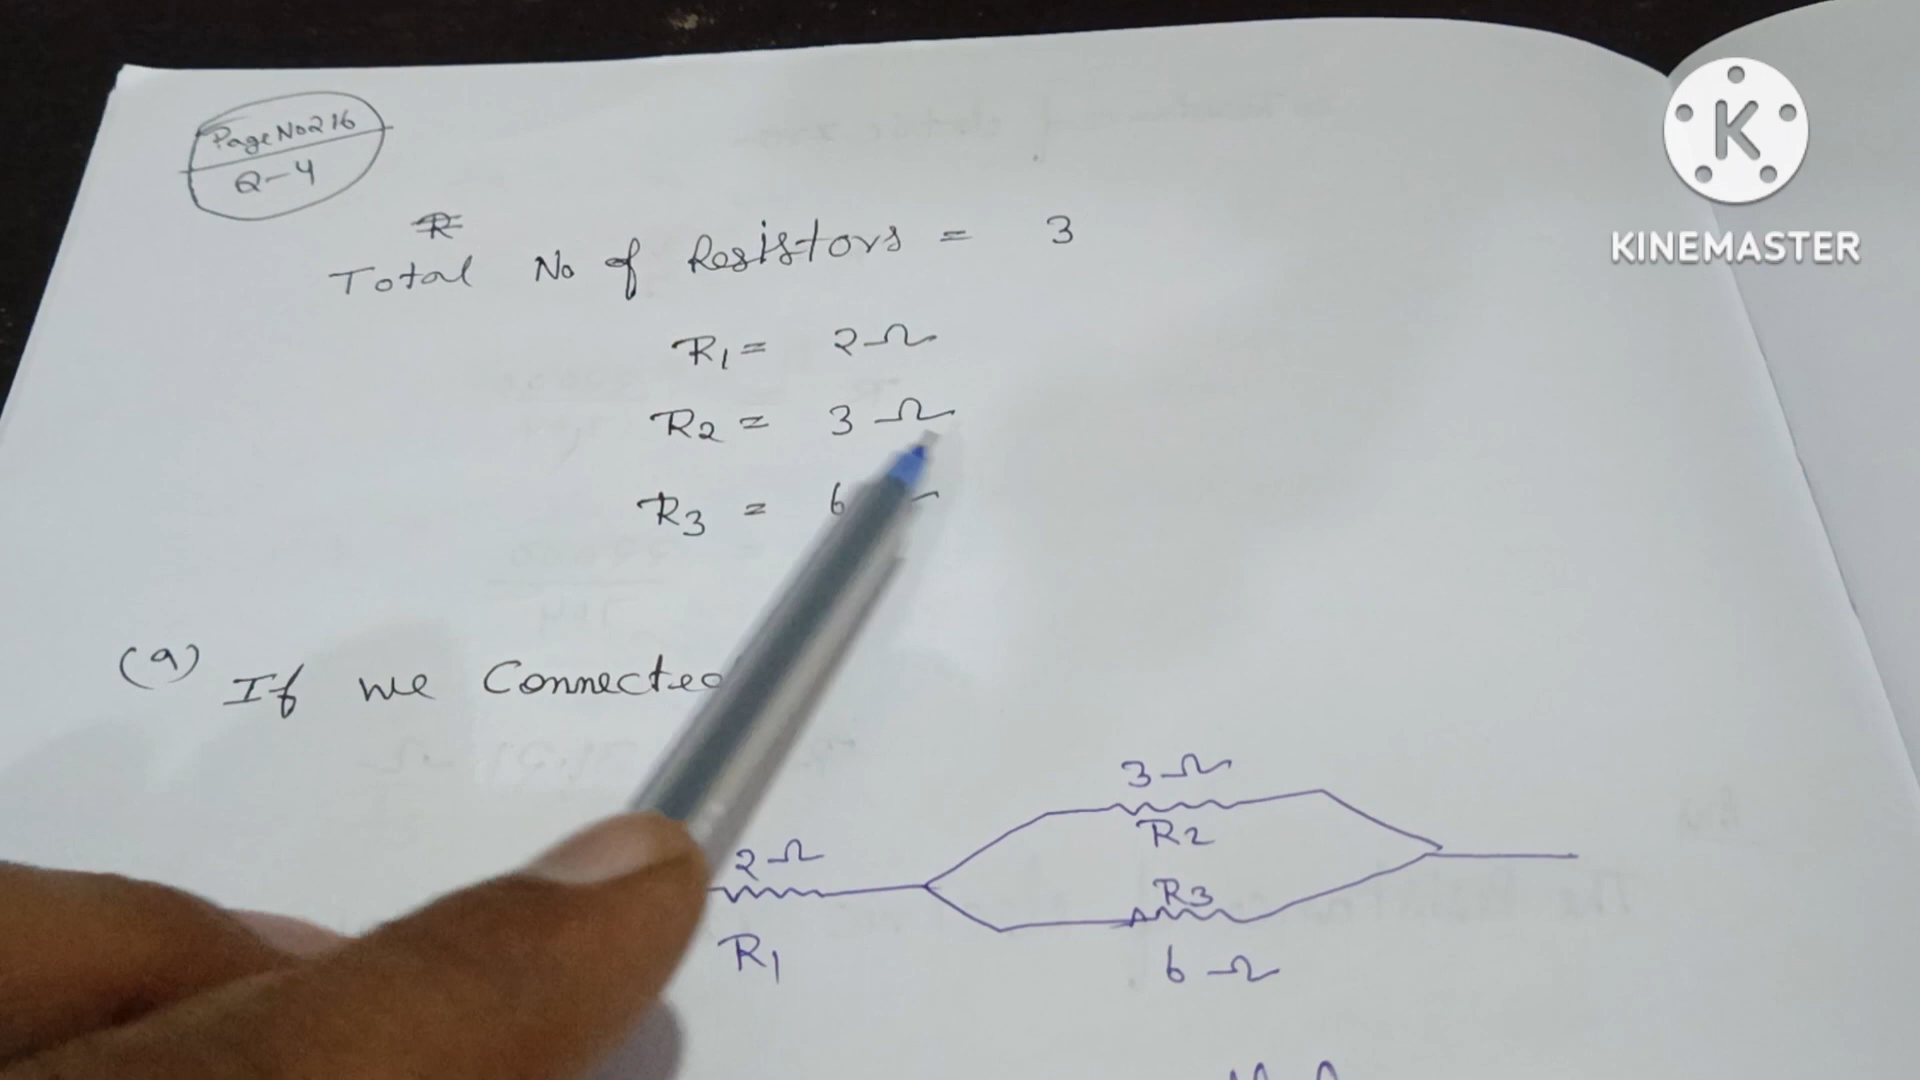 Page No 216
Q-4
R
Total No of Resistors = 3
R1 = 2Ω
R2 = 3Ω
R3 = 6
(a) If we Connected
3Ω
R2
2Ω
R1
R3
6Ω
K
KINEMASTER